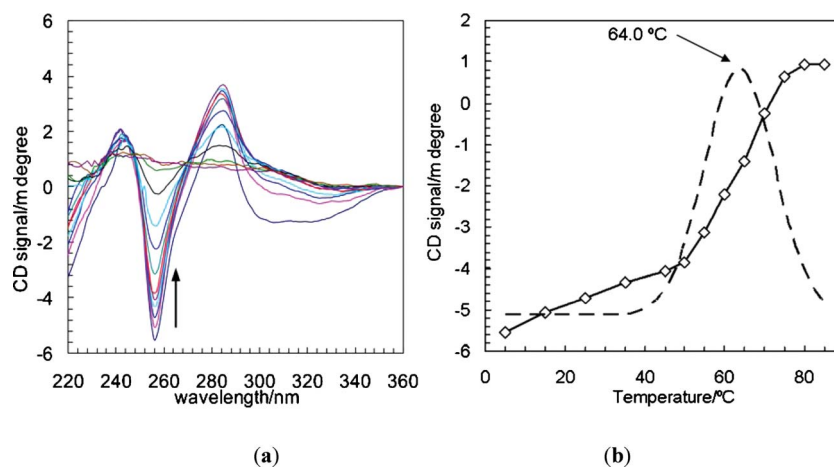 6
4
2
0
-2
-4
-6
CD signal/m degree
220 240 260 280 300 320 340 360
wavelength/nm
(a)
2
1
0
-1
-2
-3
-4
-5
-6
CD signal/m degree
64.0 ºC
0 20 40 60 80
Temperature/ºC
(b)